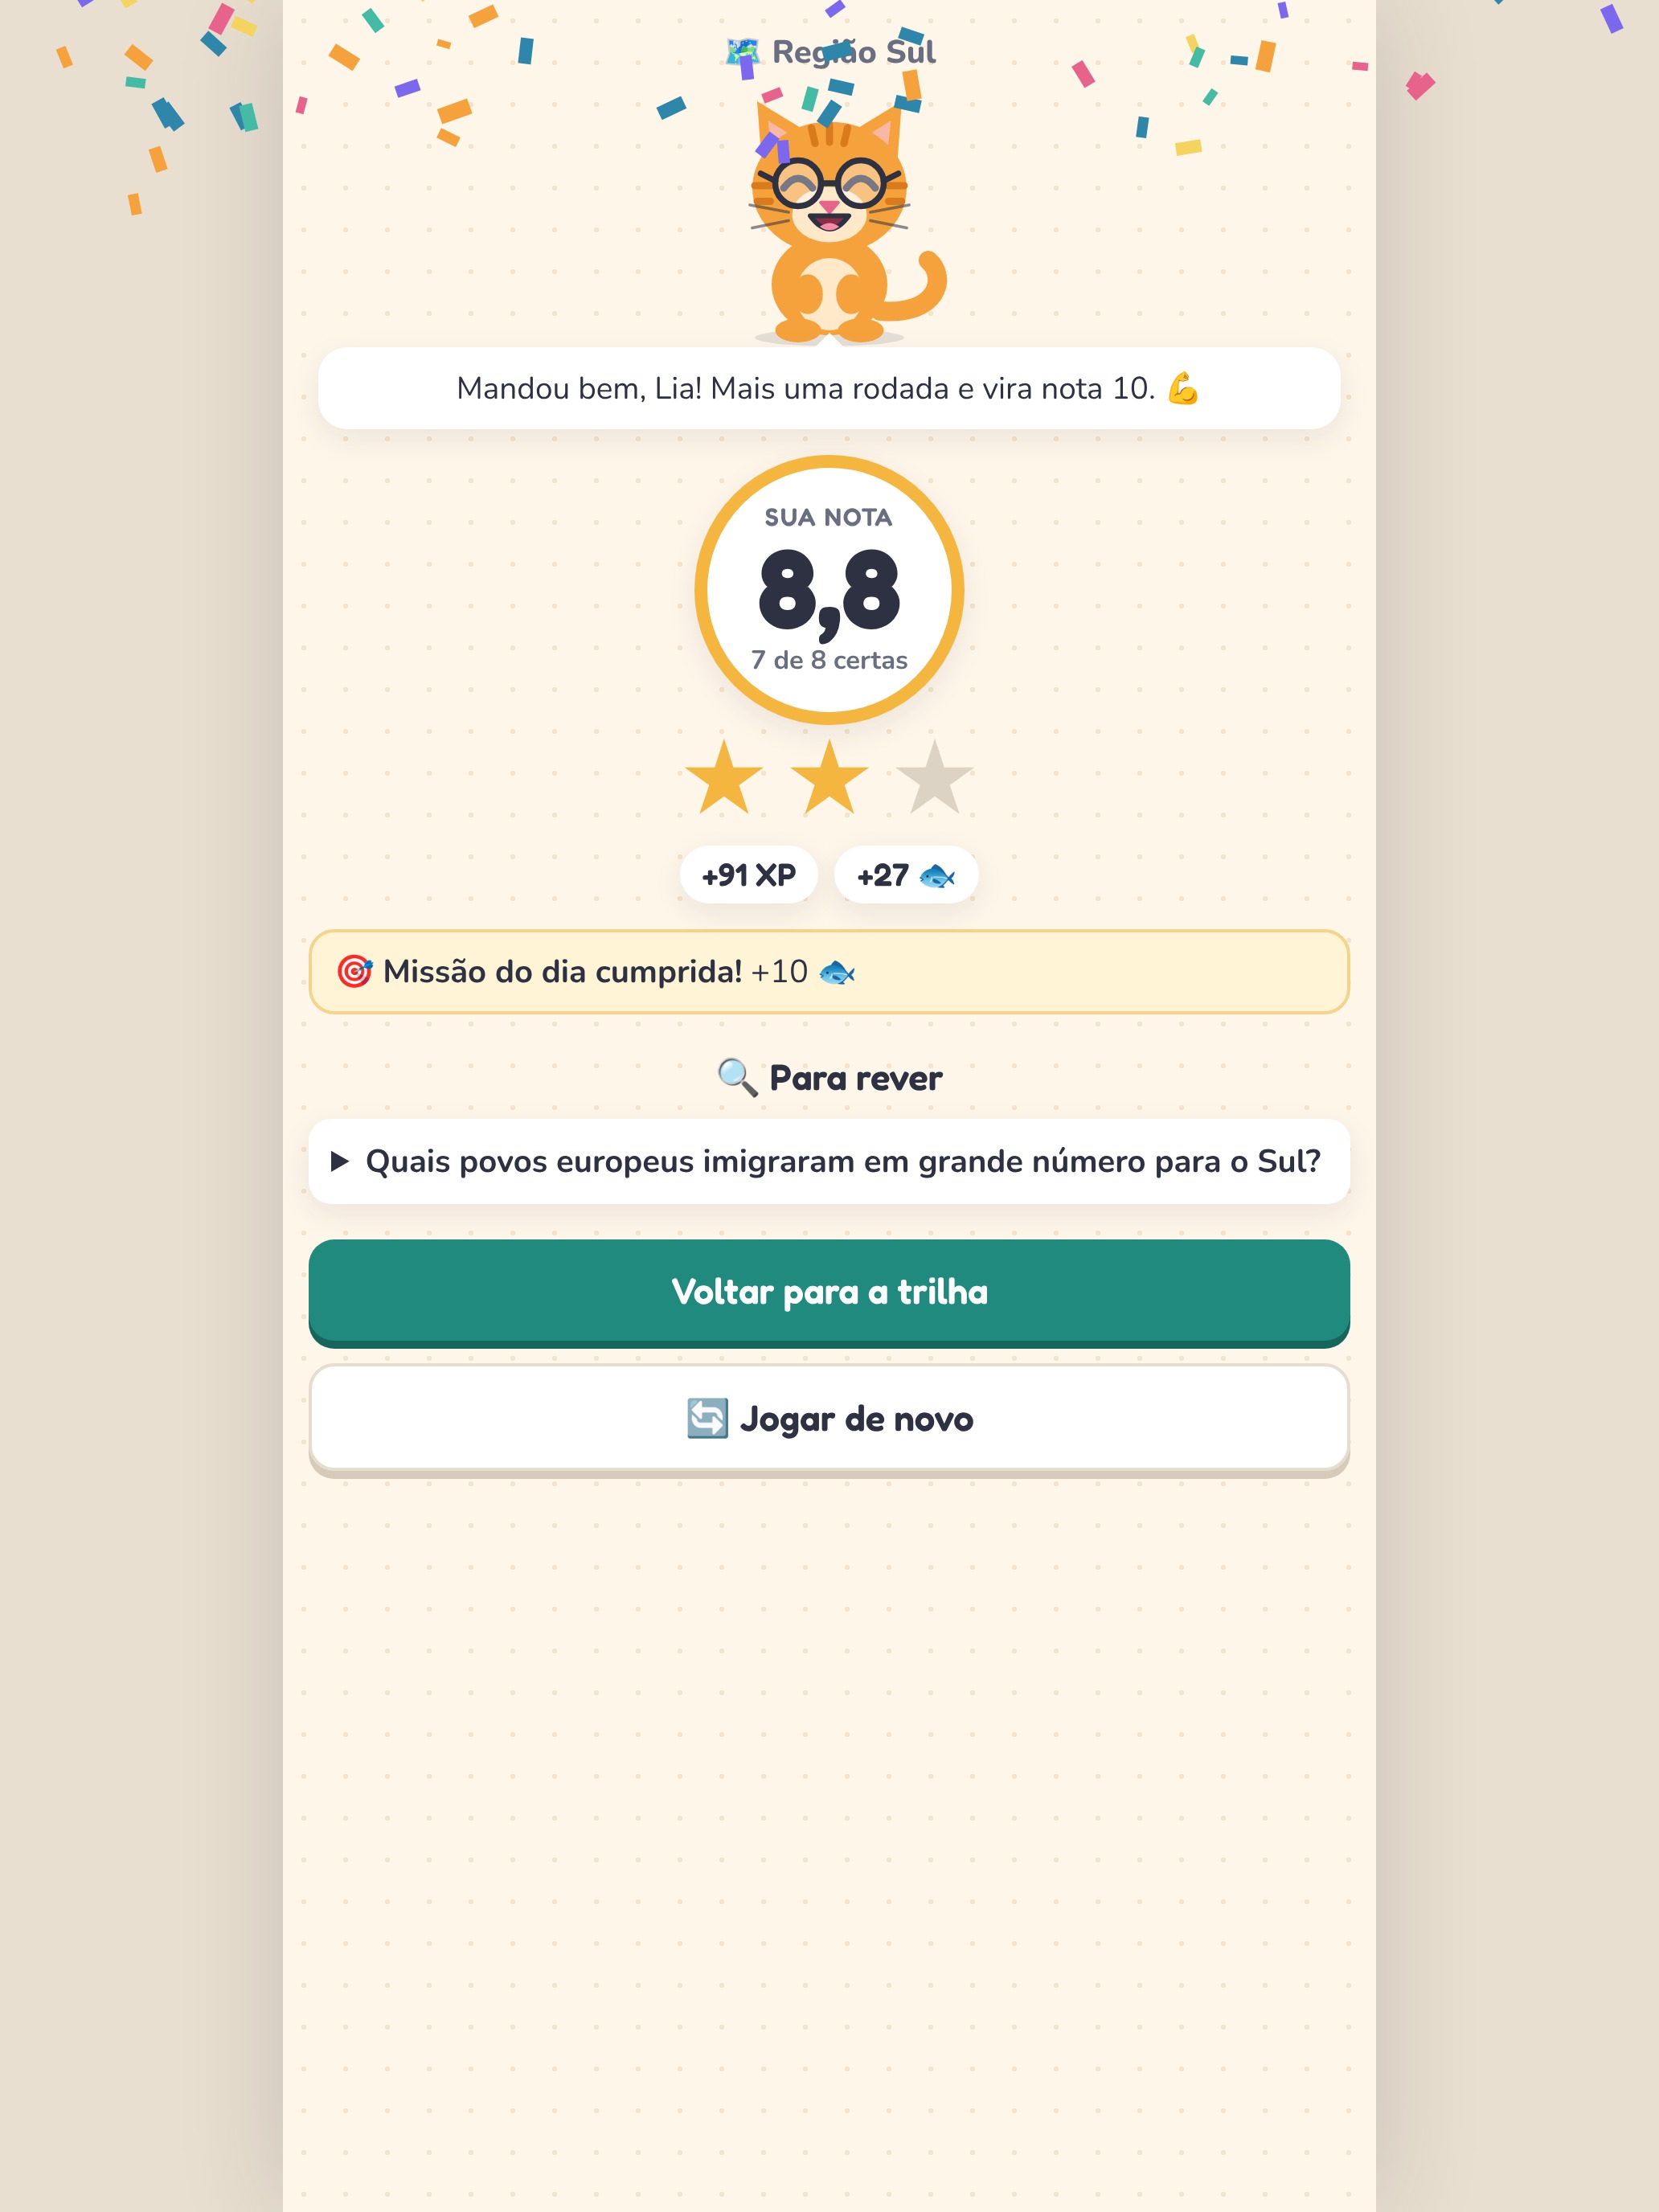 🗺️ Região Sul
Mandou bem, Lia! Mais uma rodada e vira nota 10. 💪
SUA NOTA
8,8
7 de 8 certas
+91 XP
+27 🐟
🎯 Missão do dia cumprida! +10 🐟
🔍 Para rever
▶ Quais povos europeus imigraram em grande número para o Sul?
Voltar para a trilha
🔄 Jogar de novo